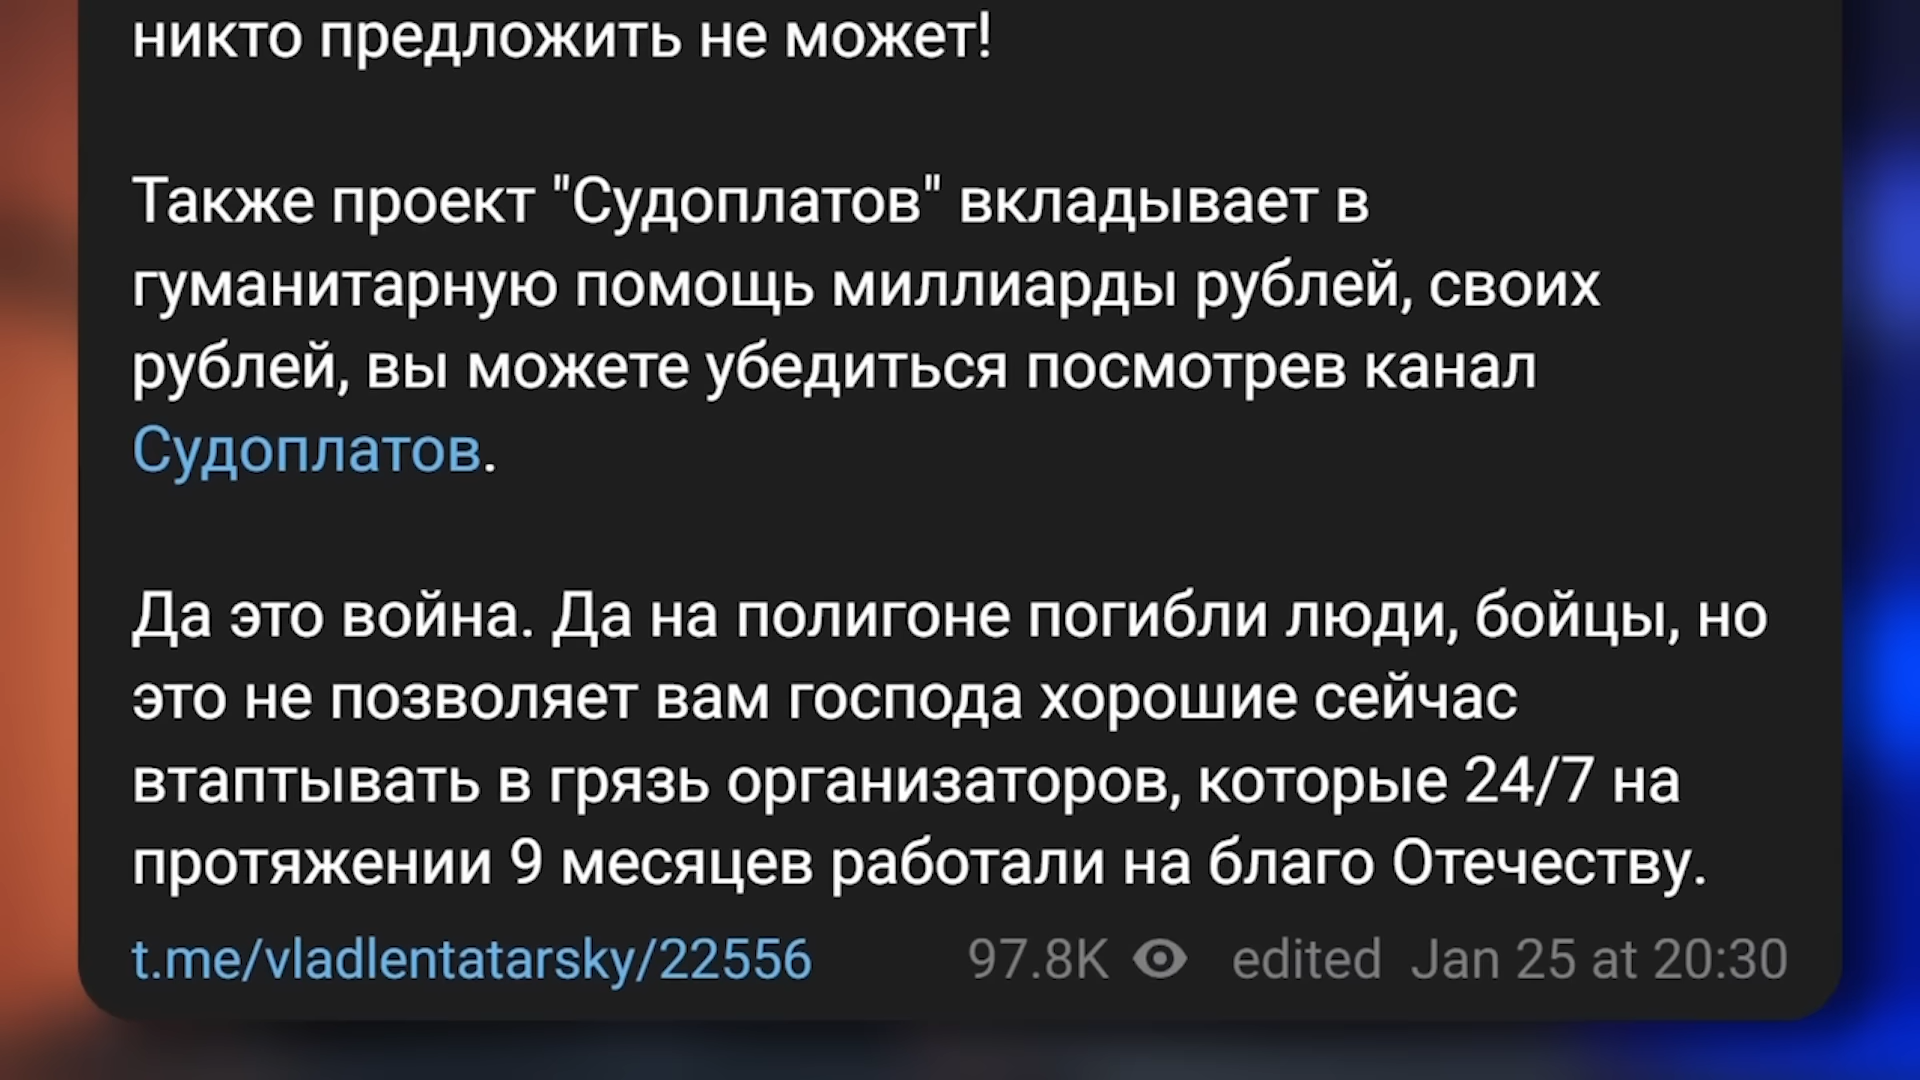 никто предложить не может!
Также проект "Судоплатов" вкладывает в
гуманитарную помощь миллиарды рублей, своих
рублей, вы можете убедиться посмотрев канал
Судоплатов.
Да это война. Да на полигоне погибли люди, бойцы, но
это не позволяет вам господа хорошие сейчас
втаптывать в грязь организаторов, которые 24/7 на
протяжении 9 месяцев работали на благо Отечеству.
t.me/vladlentatarsky/22556 97.8K edited Jan 25 at 20:30